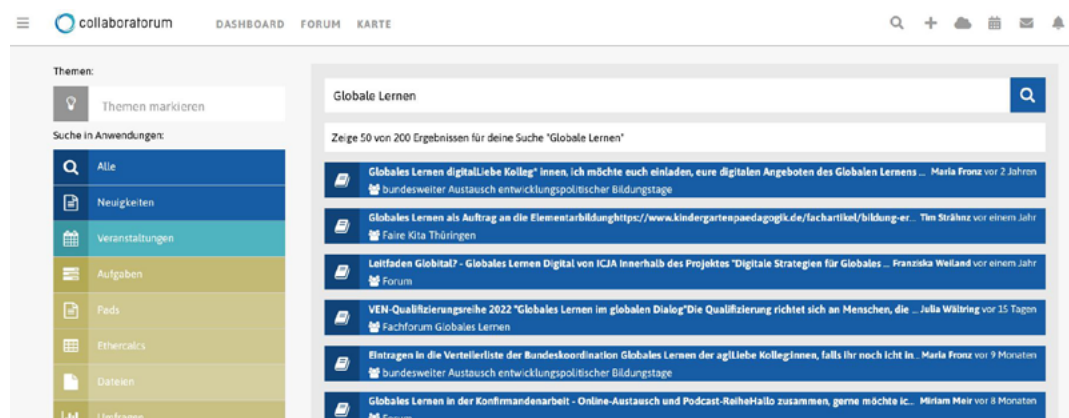 collaboratorum DASHBOARD FORUM KARTE
Themen:
Themen markieren
Suche in Anwendungen:
Alle
Neuigkeiten
Veranstaltungen
Aufgaben
Pads
Ethercalcs
Dateien
Umfragen
Globale Lernen
Zeige 50 von 200 Ergebnissen für deine Suche "Globale Lernen"
Globales Lernen digitalLiebe Kolleg* innen, ich möchte euch einladen, eure digitalen Angeboten des Globalen Lernens ... Maria Fronz vor 2 Jahren
bundesweiter Austausch entwicklungspolitischer Bildungstage
Globales Lernen als Auftrag an die Elementarbildunghttps://www.kindergartenpaedagogik.de/fachartikel/bildung-er... Tim Strähnz vor einem Jahr
Faire Kita Thüringen
Leitfaden Globital? - Globales Lernen Digital von ICJA innerhalb des Projektes "Digitale Strategien für Globales ... Franziska Weiland vor einem Jahr
Forum
VEN-Qualifizierungsreihe 2022 "Globales Lernen im globalen Dialog"Die Qualifizierung richtet sich an Menschen, die ... Julia Wältring vor 15 Tagen
Fachforum Globales Lernen
Eintragen in die Verteilerliste der Bundeskoordination Globales Lernen der aglLiebe Kolleginnen, falls ihr noch icht in... Maria Fronz vor 9 Monaten
bundesweiter Austausch entwicklungspolitischer Bildungstage
Globales Lernen in der Konfirmandenarbeit - Online-Austausch und Podcast-ReiheHallo zusammen, gerne möchte ic... Miriam Meir vor 8 Monaten
Forum